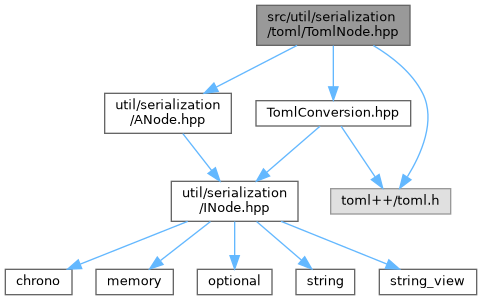 src/util/serialization
/toml/TomlNode.hpp
util/serialization
/ANode.hpp
TomlConversion.hpp
util/serialization
/INode.hpp
toml++/toml.h
chrono
memory
optional
string
string_view